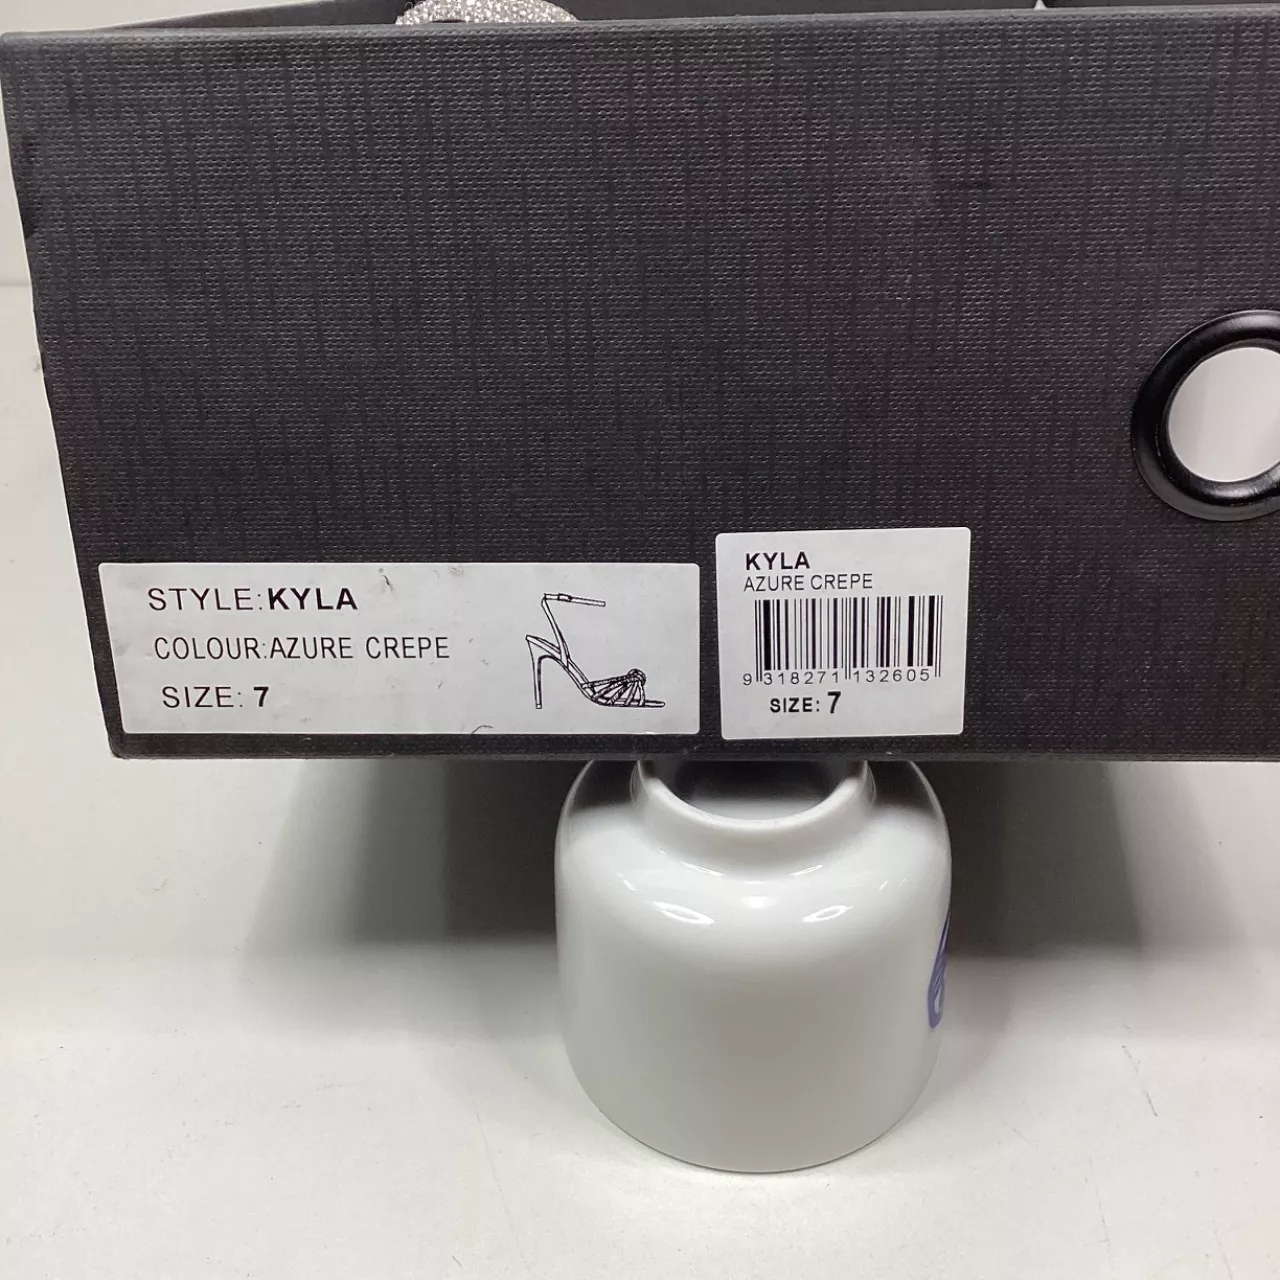 STYLE:KYLA
COLOUR:AZURE CREPE
SIZE: 7
KYLA
AZURE CREPE
9 318271 132605
SIZE: 7